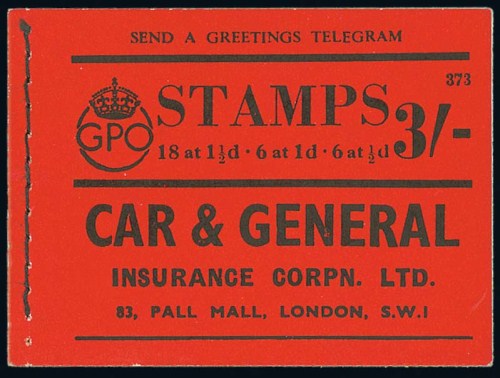 SEND A GREETINGS TELEGRAM
373
GPO
STAMPS 3/-
18 at 1½d · 6 at 1d · 6 at ½d
CAR & GENERAL
INSURANCE CORPN. LTD.
83, PALL MALL, LONDON, S.W.1